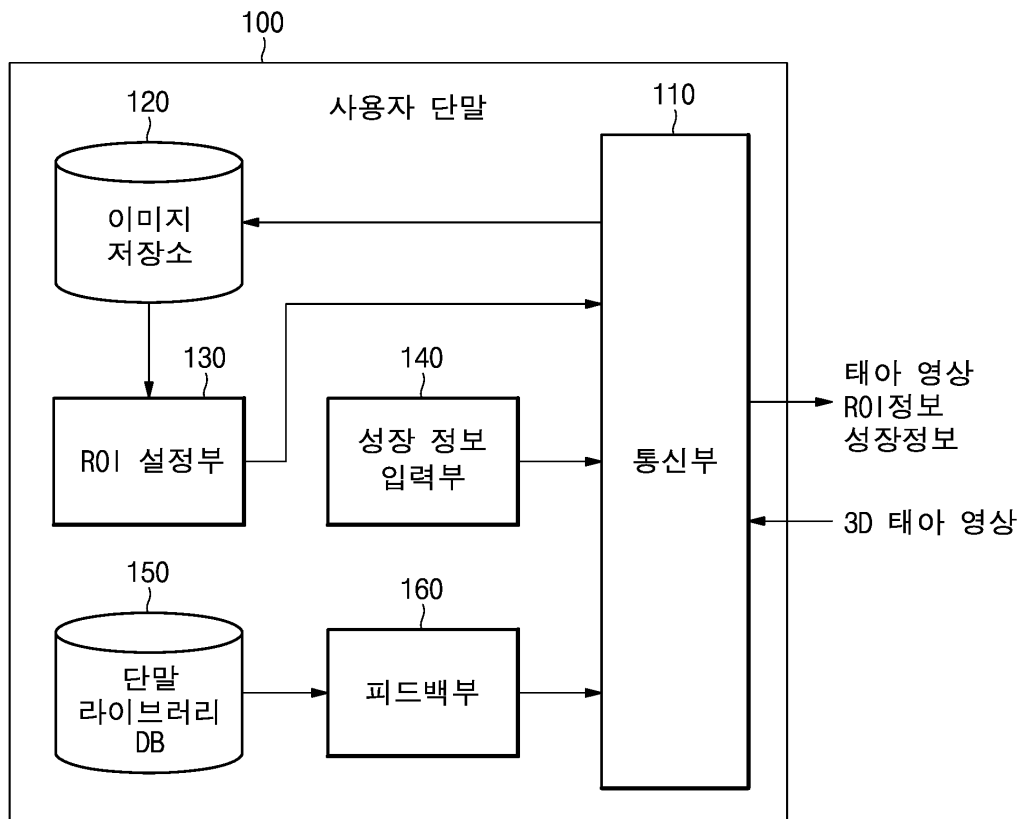 100
사용자 단말
120
110
이미지
저장소
130
140
ROI 설정부
성장 정보
입력부
통신부
태아 영상
ROI정보
성장정보
3D 태아 영상
150
160
단말
라이브러리
DB
피드백부